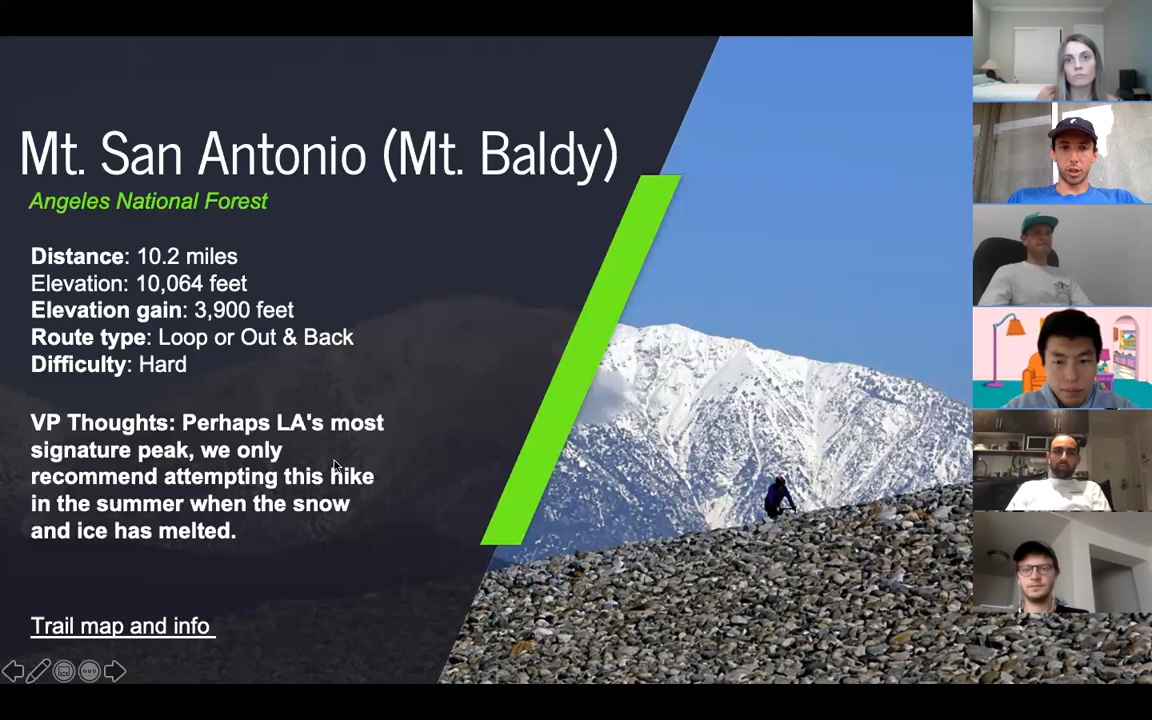 Mt. San Antonio (Mt. Baldy)
Angeles National Forest
Distance: 10.2 miles
Elevation: 10,064 feet
Elevation gain: 3,900 feet
Route type: Loop or Out & Back
Difficulty: Hard
VP Thoughts: Perhaps LA's most
signature peak, we only
recommend attempting this hike
in the summer when the snow
and ice has melted.
Trail map and info